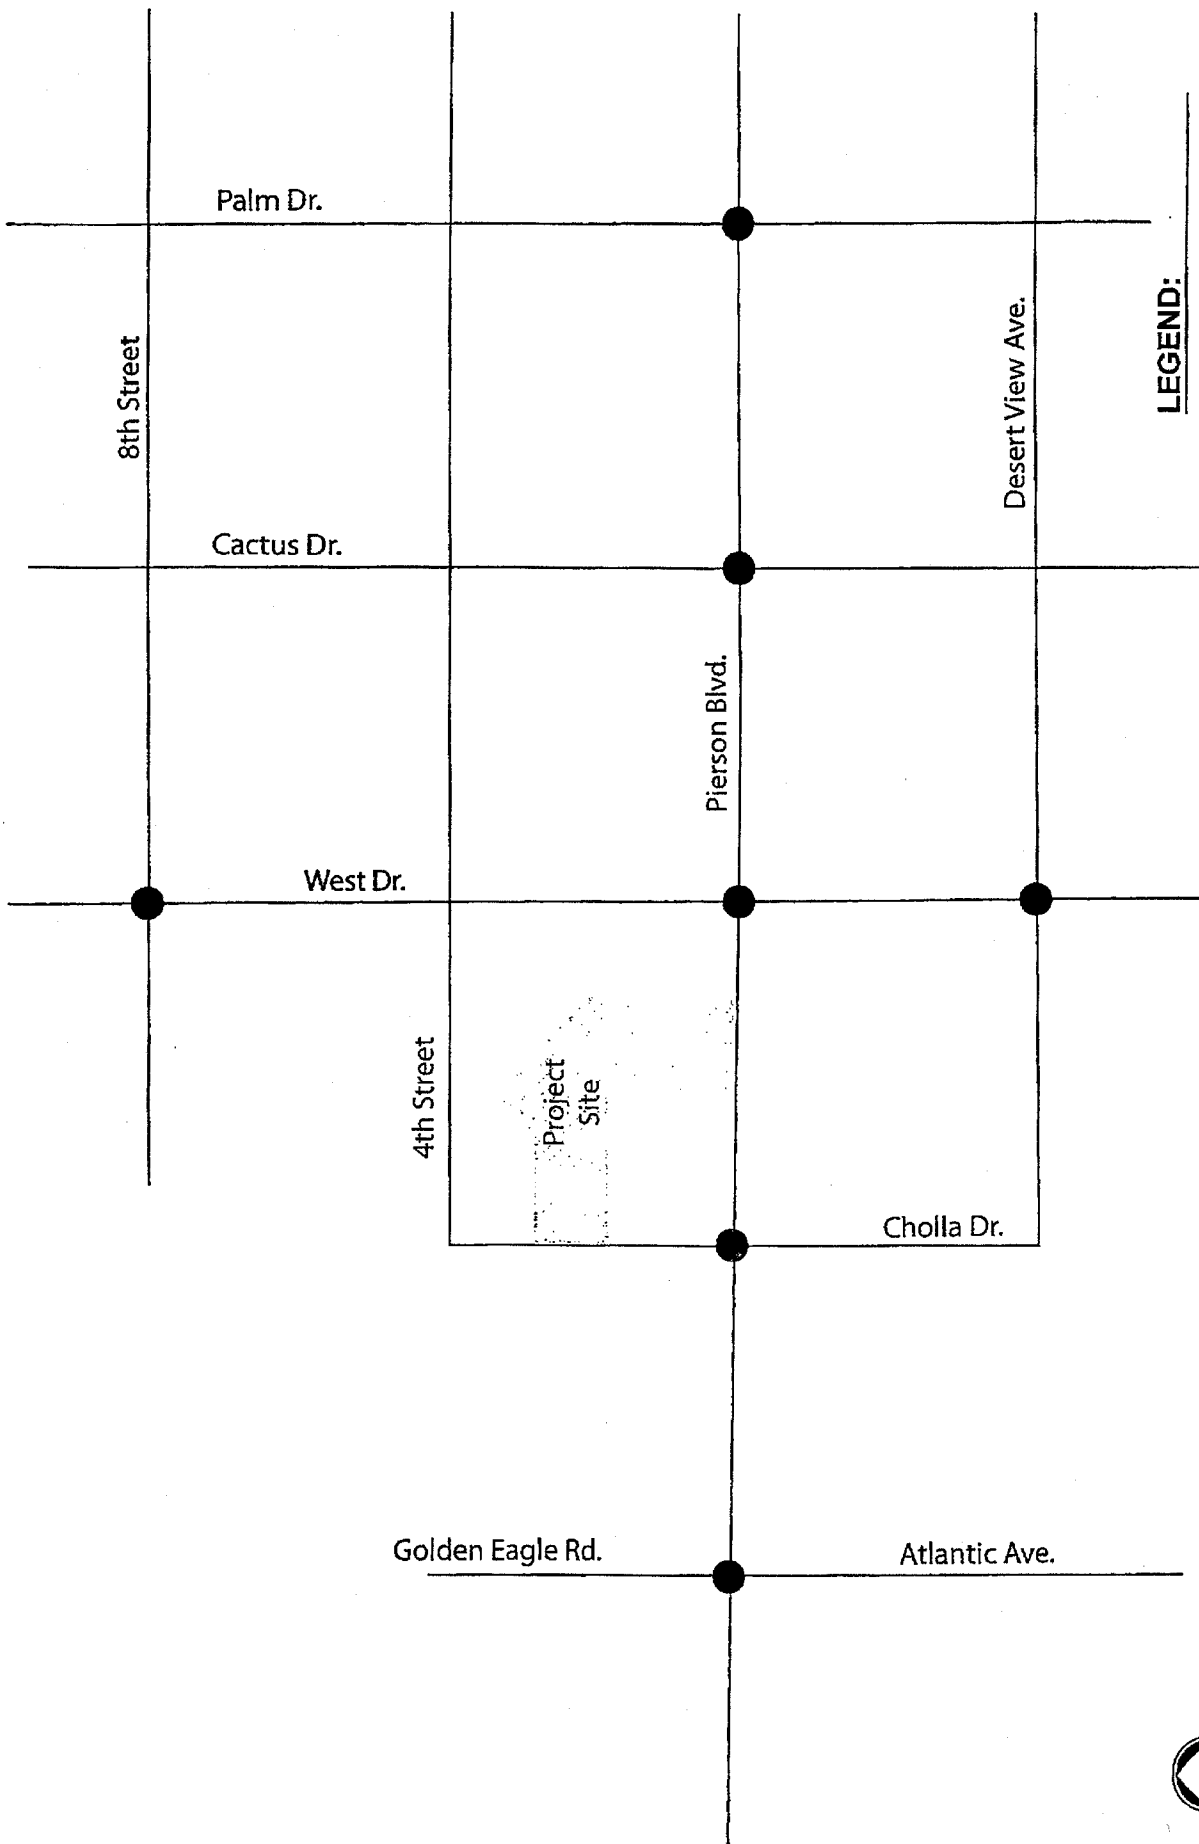 Palm Dr.
8th Street
Desert View Ave.
LEGEND:
Cactus Dr.
Pierson Blvd.
West Dr.
4th Street
Project
Site
Cholla Dr.
Golden Eagle Rd.
Atlantic Ave.